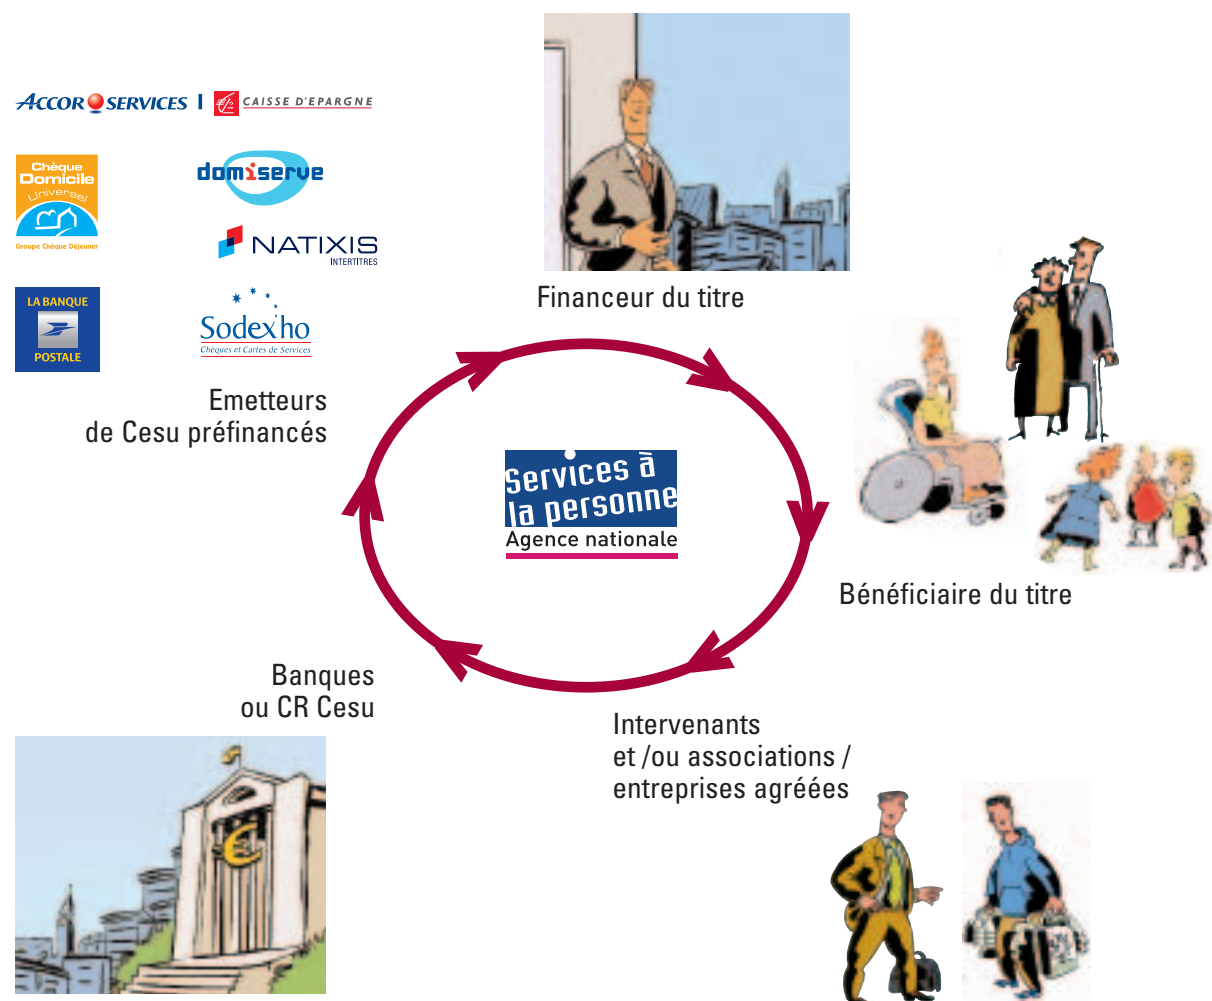 ACCOR SERVICES
CAISSE D'EPARGNE
Chèque
Domicile
Universel
Groupe Chèque Déjeuner
domiserve
NATIXIS
INTERTITRES
LA BANQUE
POSTALE
Sodexho
Chèques et Cartes de Services
Emetteurs
de Cesu préfinancés
Financeur du titre
Services à
la personne
Agence nationale
Bénéficiaire du titre
Banques
ou CR Cesu
€
Intervenants
et /ou associations /
entreprises agréées